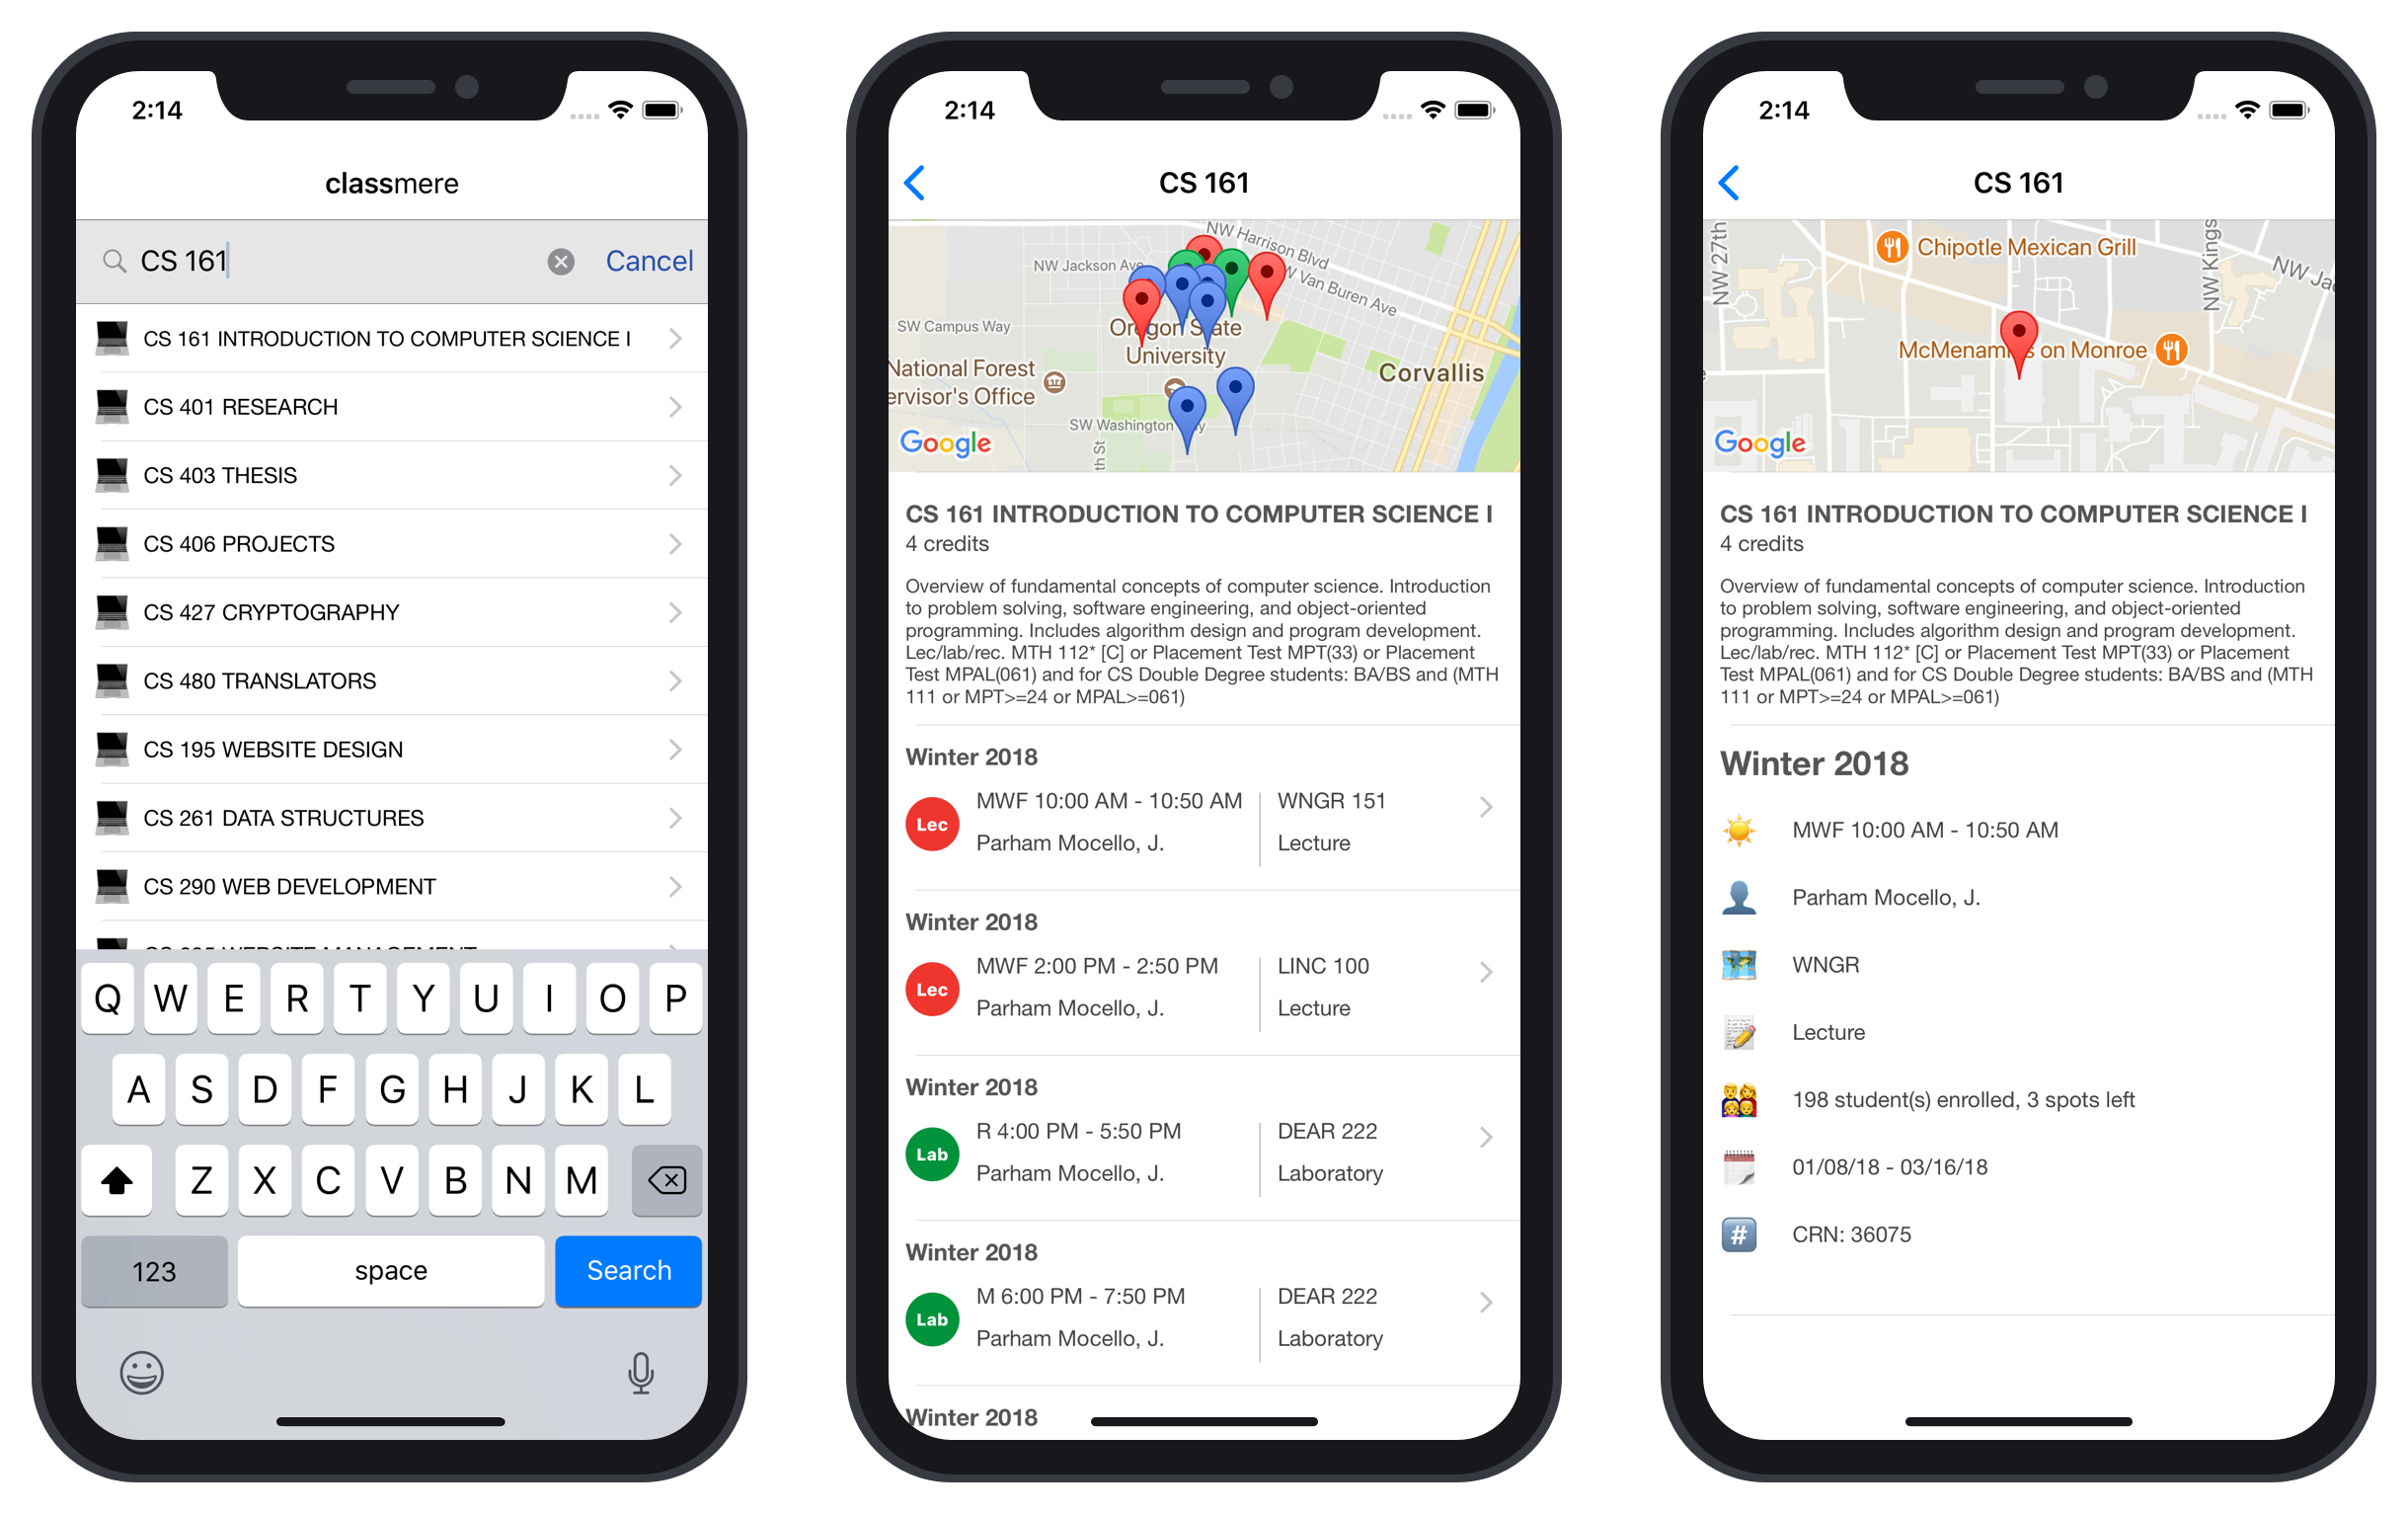 2:14
classmere
CS 161
Cancel
CS 161 INTRODUCTION TO COMPUTER SCIENCE I
CS 401 RESEARCH
CS 403 THESIS
CS 406 PROJECTS
CS 427 CRYPTOGRAPHY
CS 480 TRANSLATORS
CS 195 WEBSITE DESIGN
CS 261 DATA STRUCTURES
CS 290 WEB DEVELOPMENT
Q W E R T Y U I O P
A S D F G H J K L
Z X C V B N M
123 space Search
2:14
CS 161
NW Harrison Blvd
NW Jackson Ave
Van Buren Ave
SW Campus Way
Oregon State
University
National Forest
Corvallis
Office
SW Washington
th St
Google
CS 161 INTRODUCTION TO COMPUTER SCIENCE I
4 credits
Overview of fundamental concepts of computer science. Introduction
to problem solving, software engineering, and object-oriented
programming. Includes algorithm design and program development.
Lec/lab/rec. MTH 112* [C] or Placement Test MPT(33) or Placement
Test MPAL(061) and for CS Double Degree students: BA/BS and (MTH
111 or MPT>=24 or MPAL>=061)
Winter 2018
Lec MWF 10:00 AM - 10:50 AM WNGR 151
Parham Mocello, J. Lecture
Winter 2018
Lec MWF 2:00 PM - 2:50 PM LINC 100
Parham Mocello, J. Lecture
Winter 2018
Lab R 4:00 PM - 5:50 PM DEAR 222
Parham Mocello, J. Laboratory
Winter 2018
Lab M 6:00 PM - 7:50 PM DEAR 222
Parham Mocello, J. Laboratory
Winter 2018
2:14
CS 161
NW 27th
Chipotle Mexican Grill
NW Kings
NW Ja
McMenamins on Monroe
Google
CS 161 INTRODUCTION TO COMPUTER SCIENCE I
4 credits
Overview of fundamental concepts of computer science. Introduction
to problem solving, software engineering, and object-oriented
programming. Includes algorithm design and program development.
Lec/lab/rec. MTH 112* [C] or Placement Test MPT(33) or Placement
Test MPAL(061) and for CS Double Degree students: BA/BS and (MTH
111 or MPT>=24 or MPAL>=061)
Winter 2018
MWF 10:00 AM - 10:50 AM
Parham Mocello, J.
WNGR
Lecture
198 student(s) enrolled, 3 spots left
01/08/18 - 03/16/18
# CRN: 36075